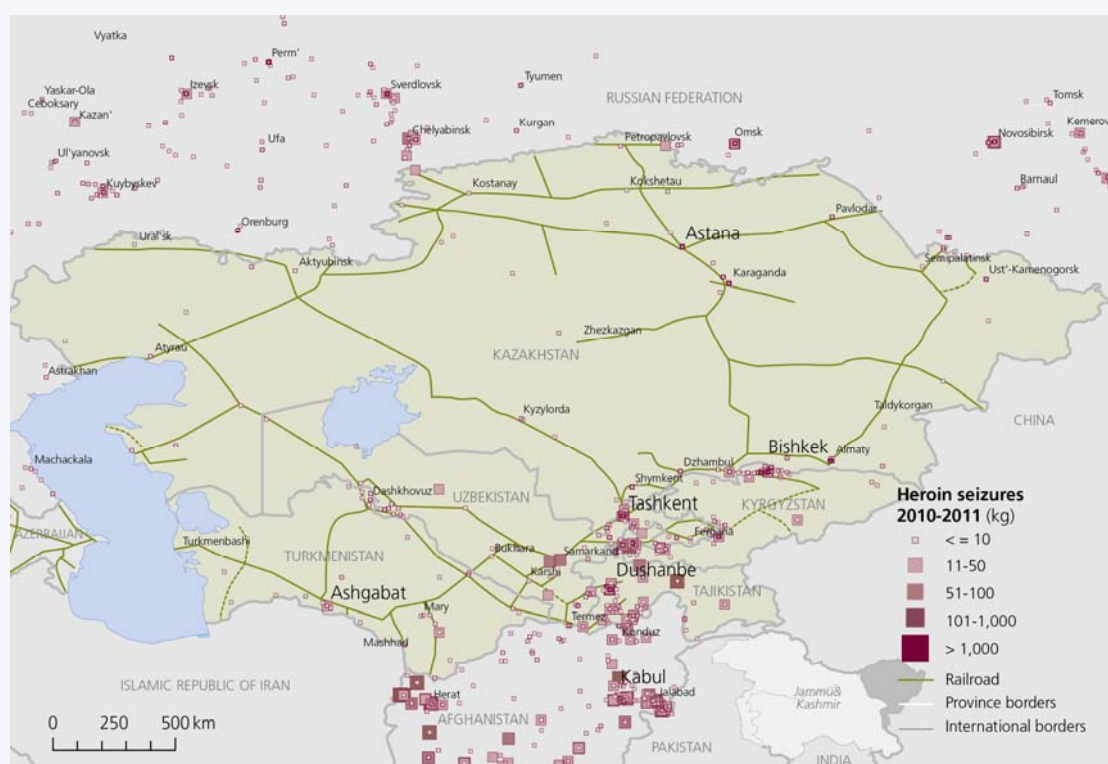 Vyatka
Perm'
Yaskar-Ola
Izevsk
Sverdlovsk
Tyumen
Tomsk
Ceboksary
RUSSIAN FEDERATION
Kazan'
Kemerov
Chelyabinsk
Kurgan
Ufa
Petropavlovsk
Omsk
Novosibirsk
Ul'yanovsk
Kuybyskev
Kostanay
Kokshetau
Barnaul
Orenburg
Pavlodar
Ural'sk
Astana
Aktyubinsk
Semipalatinsk
Karaganda
Ust'-Kamenogorsk
Zhezkazgan
Atyrau
KAZAKHSTAN
Astrakhan
Kyzylorda
Taldykorgan
CHINA
Bishkek
Machackala
Dzhambul
Almaty
Shymkent
Dashkhovuz
UZBEKISTAN
Tashkent
KYRGYZSTAN
AZERBAIJAN
Turkmenbashi
TURKMENISTAN
Fergana
Bukhara
Samarkand
Karshi
Dushanbe
Ashgabat
TAJIKISTAN
Mary
Termez
Mashhad
Konduz
ISLAMIC REPUBLIC OF IRAN
Herat
Kabul
Jalabad
Jammü&
Kashmir
AFGHANISTAN
PAKISTAN
INDIA
0 250 500 km
Heroin seizures
2010-2011 (kg)
< = 10
11-50
51-100
101-1,000
> 1,000
Railroad
Province borders
International borders